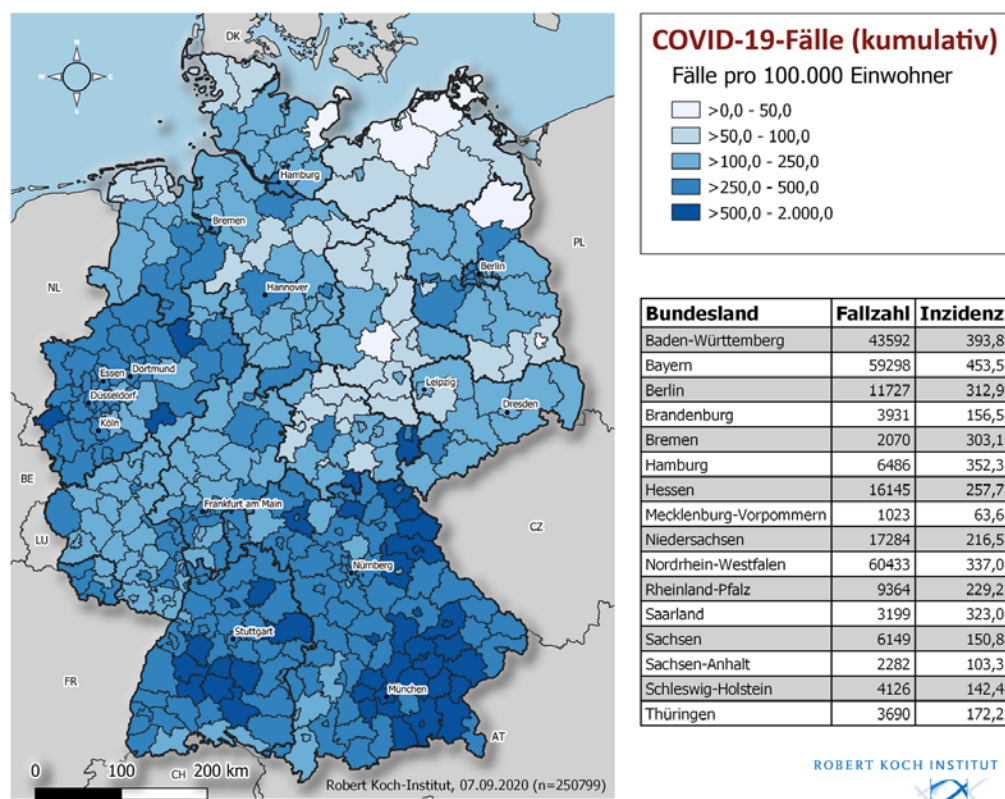 DK
N
W
E
S
Hamburg
Bremen
PL
Berlin
NL
Hannover
Essen
Dortmund
Düsseldorf
Leipzig
Köln
Dresden
BE
Frankfurt am Main
LU
CZ
Nürnberg
Stuttgart
FR
München
AT
CH
0 100 200 km
Robert Koch-Institut, 07.09.2020 (n=250799)
COVID-19-Fälle (kumulativ)
Fälle pro 100.000 Einwohner
>0,0 - 50,0
>50,0 - 100,0
>100,0 - 250,0
>250,0 - 500,0
>500,0 - 2.000,0
Bundesland Fallzahl Inzidenz
Baden-Württemberg 43592 393,8
Bayern 59298 453,5
Berlin 11727 312,9
Brandenburg 3931 156,5
Bremen 2070 303,1
Hamburg 6486 352,3
Hessen 16145 257,7
Mecklenburg-Vorpommern 1023 63,6
Niedersachsen 17284 216,5
Nordrhein-Westfalen 60433 337,0
Rheinland-Pfalz 9364 229,2
Saarland 3199 323,0
Sachsen 6149 150,8
Sachsen-Anhalt 2282 103,3
Schleswig-Holstein 4126 142,4
Thüringen 3690 172,2
ROBERT KOCH INSTITUT